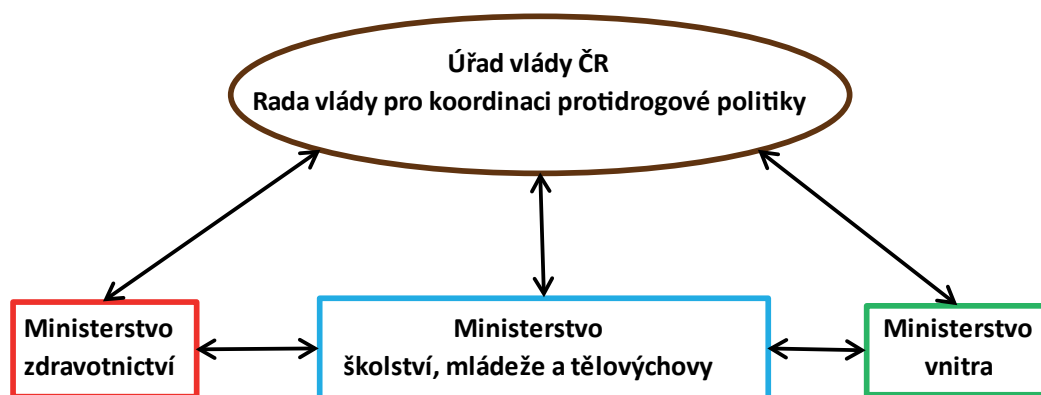 Úřad vlády ČR
Rada vlády pro koordinaci protidrogové politiky
Ministerstvo
zdravotnictví
Ministerstvo
školství, mládeže a tělovýchovy
Ministerstvo
vnitra